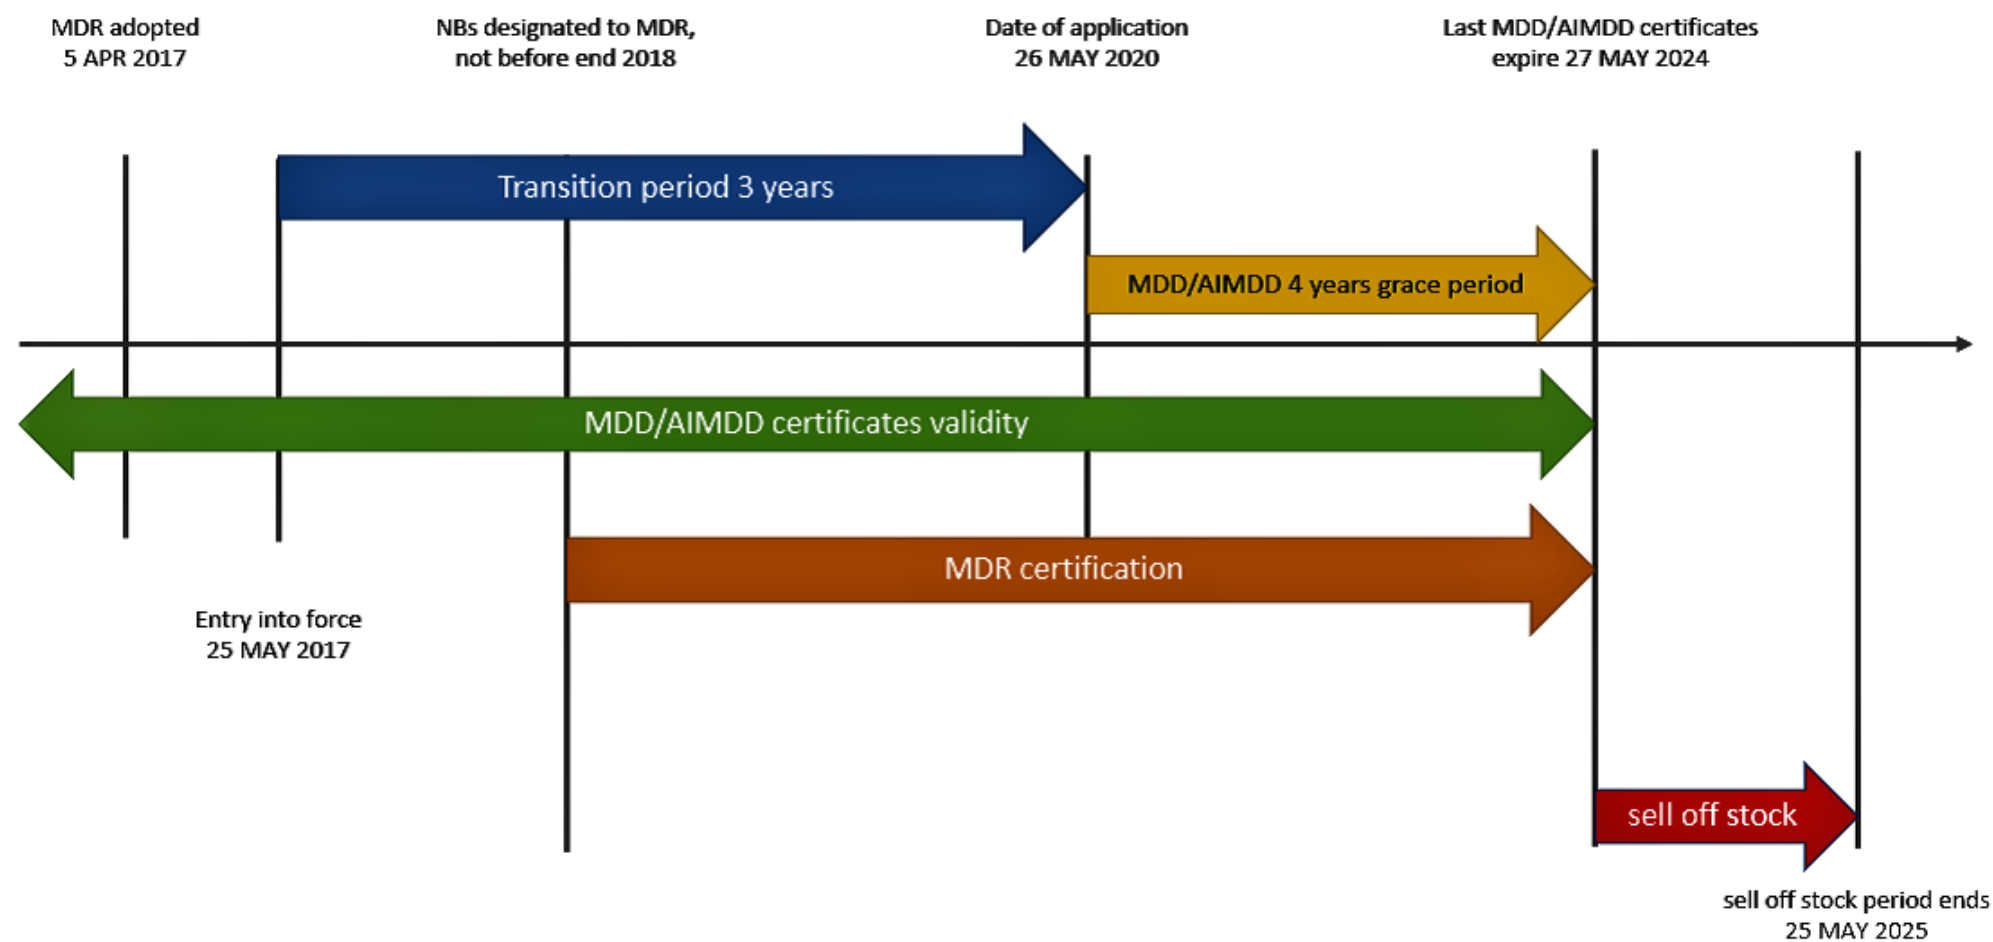 MDR adopted
5 APR 2017
NBs designated to MDR,
not before end 2018
Date of application
26 MAY 2020
Last MDD/AIMDD certificates
expire 27 MAY 2024
Transition period 3 years
MDD/AIMDD 4 years grace period
MDD/AIMDD certificates validity
MDR certification
Entry into force
25 MAY 2017
sell off stock
sell off stock period ends
25 MAY 2025